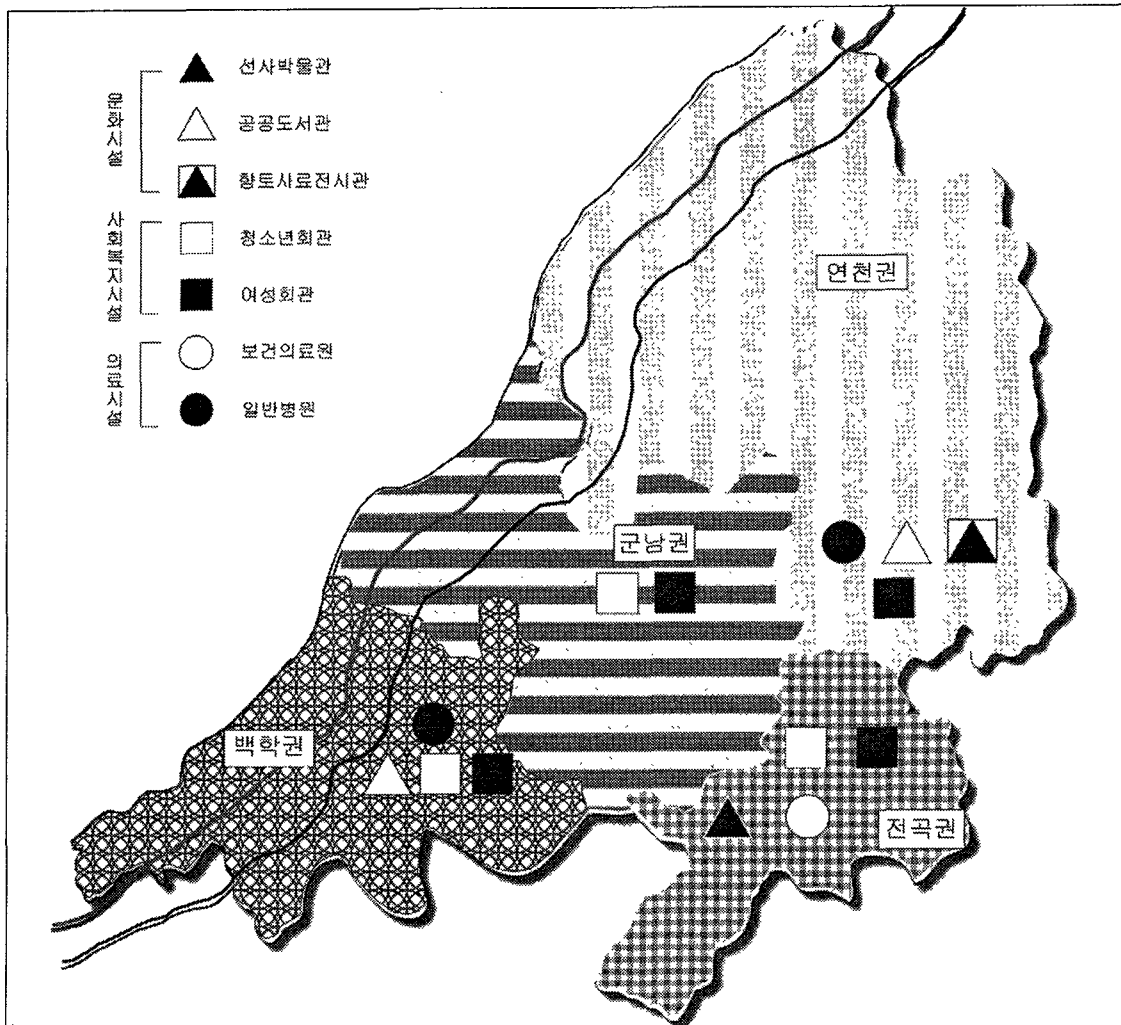 문화시설
선사박물관
공공도서관
향토사료전시관
사회복지시설
청소년회관
여성회관
의료시설
보건의료원
일반병원
연천권
군남권
백학권
전곡권